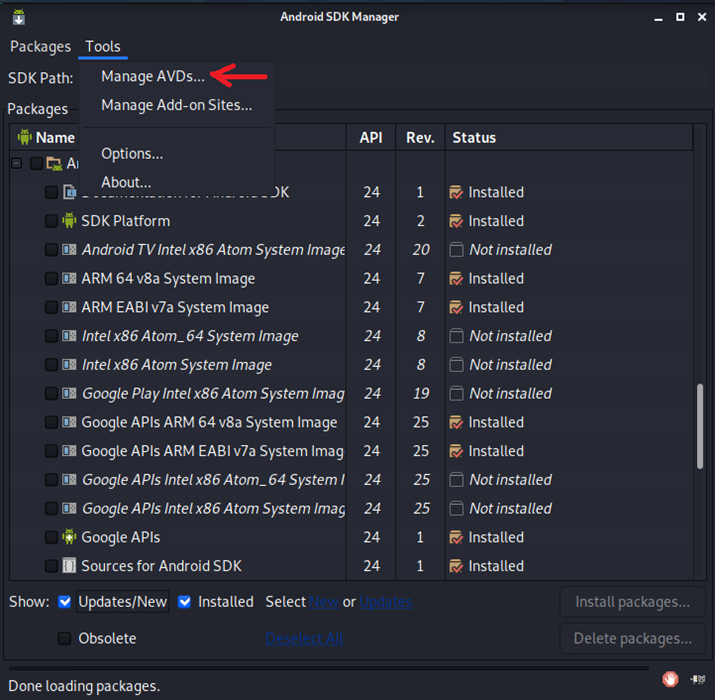 Android SDK Manager
Packages Tools
SDK Path:
Manage AVDs...
Manage Add-on Sites...
Options...
About...
Packages
Name API Rev. Status
24 1 Installed
SDK Platform 24 2 Installed
Android TV Intel x86 Atom System Image 24 20 Not installed
ARM 64 v8a System Image 24 7 Installed
ARM EABI v7a System Image 24 7 Installed
Intel x86 Atom_64 System Image 24 8 Not installed
Intel x86 Atom System Image 24 8 Not installed
Google Play Intel x86 Atom System Imag 24 19 Not installed
Google APIs ARM 64 v8a System Image 24 25 Installed
Google APIs ARM EABI v7a System Imag 24 25 Installed
Google APIs Intel x86 Atom_64 System I 24 25 Not installed
Google APIs Intel x86 Atom System Imag 24 25 Not installed
Google APIs 24 1 Installed
Sources for Android SDK 24 1 Installed
Show: Updates/New Installed Select New or Updates Install packages...
Obsolete Deselect All Delete packages...
Done loading packages.